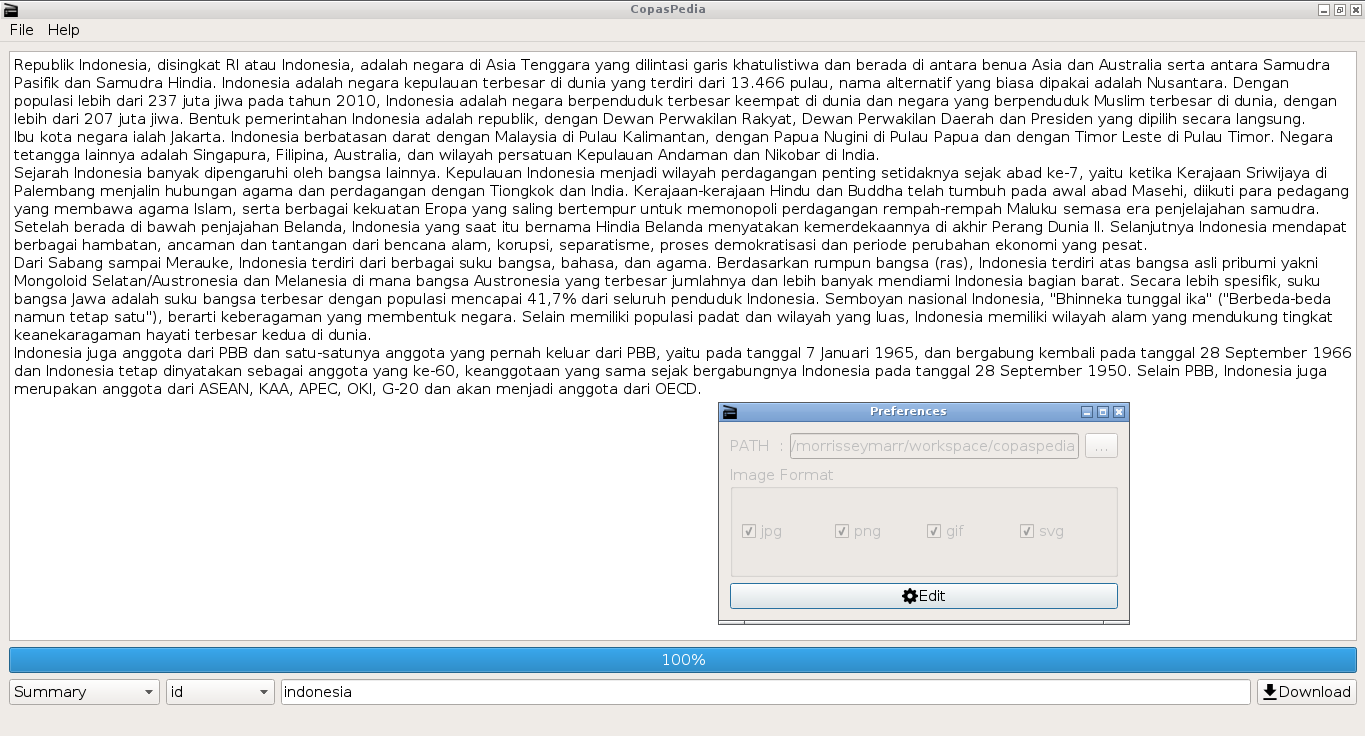 CopasPedia
File Help
Republik Indonesia, disingkat RI atau Indonesia, adalah negara di Asia Tenggara yang dilintasi garis khatulistiwa dan berada di antara benua Asia dan Australia serta antara Samudra
Pasifik dan Samudra Hindia. Indonesia adalah negara kepulauan terbesar di dunia yang terdiri dari 13.466 pulau, nama alternatif yang biasa dipakai adalah Nusantara. Dengan
populasi lebih dari 237 juta jiwa pada tahun 2010, Indonesia adalah negara berpenduduk terbesar keempat di dunia dan negara yang berpenduduk Muslim terbesar di dunia, dengan
lebih dari 207 juta jiwa. Bentuk pemerintahan Indonesia adalah republik, dengan Dewan Perwakilan Rakyat, Dewan Perwakilan Daerah dan Presiden yang dipilih secara langsung.
Ibu kota negara ialah Jakarta. Indonesia berbatasan darat dengan Malaysia di Pulau Kalimantan, dengan Papua Nugini di Pulau Papua dan dengan Timor Leste di Pulau Timor. Negara
tetangga lainnya adalah Singapura, Filipina, Australia, dan wilayah persatuan Kepulauan Andaman dan Nikobar di India.
Sejarah Indonesia banyak dipengaruhi oleh bangsa lainnya. Kepulauan Indonesia menjadi wilayah perdagangan penting setidaknya sejak abad ke-7, yaitu ketika Kerajaan Sriwijaya di
Palembang menjalin hubungan agama dan perdagangan dengan Tiongkok dan India. Kerajaan-kerajaan Hindu dan Buddha telah tumbuh pada awal abad Masehi, diikuti para pedagang
yang membawa agama Islam, serta berbagai kekuatan Eropa yang saling bertempur untuk memonopoli perdagangan rempah-rempah Maluku semasa era penjelajahan samudra.
Setelah berada di bawah penjajahan Belanda, Indonesia yang saat itu bernama Hindia Belanda menyatakan kemerdekaannya di akhir Perang Dunia II. Selanjutnya Indonesia mendapat
berbagai hambatan, ancaman dan tantangan dari bencana alam, korupsi, separatisme, proses demokratisasi dan periode perubahan ekonomi yang pesat.
Dari Sabang sampai Merauke, Indonesia terdiri dari berbagai suku bangsa, bahasa, dan agama. Berdasarkan rumpun bangsa (ras), Indonesia terdiri atas bangsa asli pribumi yakni
Mongoloid Selatan/Austronesia dan Melanesia di mana bangsa Austronesia yang terbesar jumlahnya dan lebih banyak mendiami Indonesia bagian barat. Secara lebih spesifik, suku
bangsa Jawa adalah suku bangsa terbesar dengan populasi mencapai 41,7% dari seluruh penduduk Indonesia. Semboyan nasional Indonesia, "Bhinneka tunggal ika" ("Berbeda-beda
namun tetap satu"), berarti keberagaman yang membentuk negara. Selain memiliki populasi padat dan wilayah yang luas, Indonesia memiliki wilayah alam yang mendukung tingkat
keanekaragaman hayati terbesar kedua di dunia.
Indonesia juga anggota dari PBB dan satu-satunya anggota yang pernah keluar dari PBB, yaitu pada tanggal 7 Januari 1965, dan bergabung kembali pada tanggal 28 September 1966
dan Indonesia tetap dinyatakan sebagai anggota yang ke-60, keanggotaan yang sama sejak bergabungnya Indonesia pada tanggal 28 September 1950. Selain PBB, Indonesia juga
merupakan anggota dari ASEAN, KAA, APEC, OKI, G-20 dan akan menjadi anggota dari OECD.
Preferences
PATH : /morrisseymarr/workspace/copaspedia ...
Image Format
jpg png gif svg
Edit
100%
Summary id indonesia Download